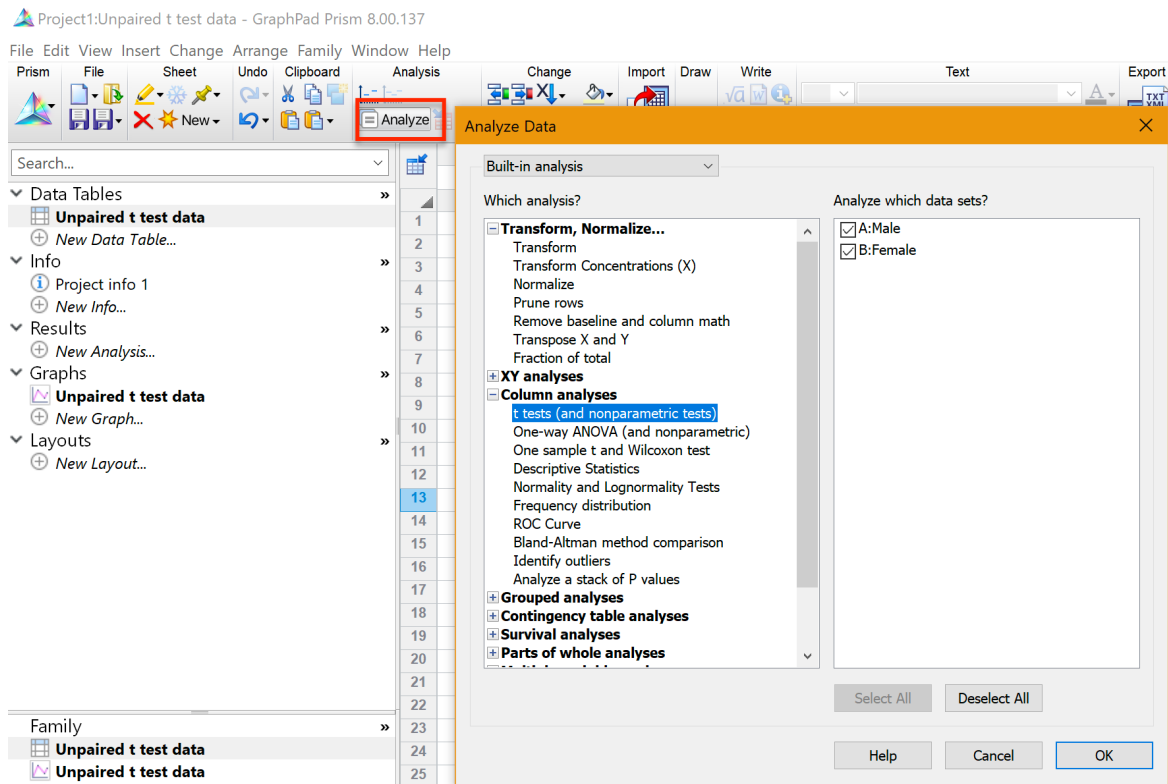 Project1:Unpaired t test data - GraphPad Prism 8.00.137
File Edit View Insert Change Arrange Family Window Help
Prism File Sheet Undo Clipboard Analysis Change Import Draw Write Text Export
New
Analyze
TXT
XML
Search...
Data Tables
Unpaired t test data
New Data Table...
Info
Project info 1
New Info...
Results
New Analysis...
Graphs
Unpaired t test data
New Graph...
Layouts
New Layout...
Family
Unpaired t test data
Unpaired t test data
1
2
3
4
5
6
7
8
9
10
11
12
13
14
15
16
17
18
19
20
21
22
23
24
25
Analyze Data
Built-in analysis
Which analysis?
Transform, Normalize...
Transform
Transform Concentrations (X)
Normalize
Prune rows
Remove baseline and column math
Transpose X and Y
Fraction of total
XY analyses
Column analyses
t tests (and nonparametric tests)
One-way ANOVA (and nonparametric)
One sample t and Wilcoxon test
Descriptive Statistics
Normality and Lognormality Tests
Frequency distribution
ROC Curve
Bland-Altman method comparison
Identify outliers
Analyze a stack of P values
Grouped analyses
Contingency table analyses
Survival analyses
Parts of whole analyses
Analyze which data sets?
A:Male
B:Female
Select All
Deselect All
Help
Cancel
OK